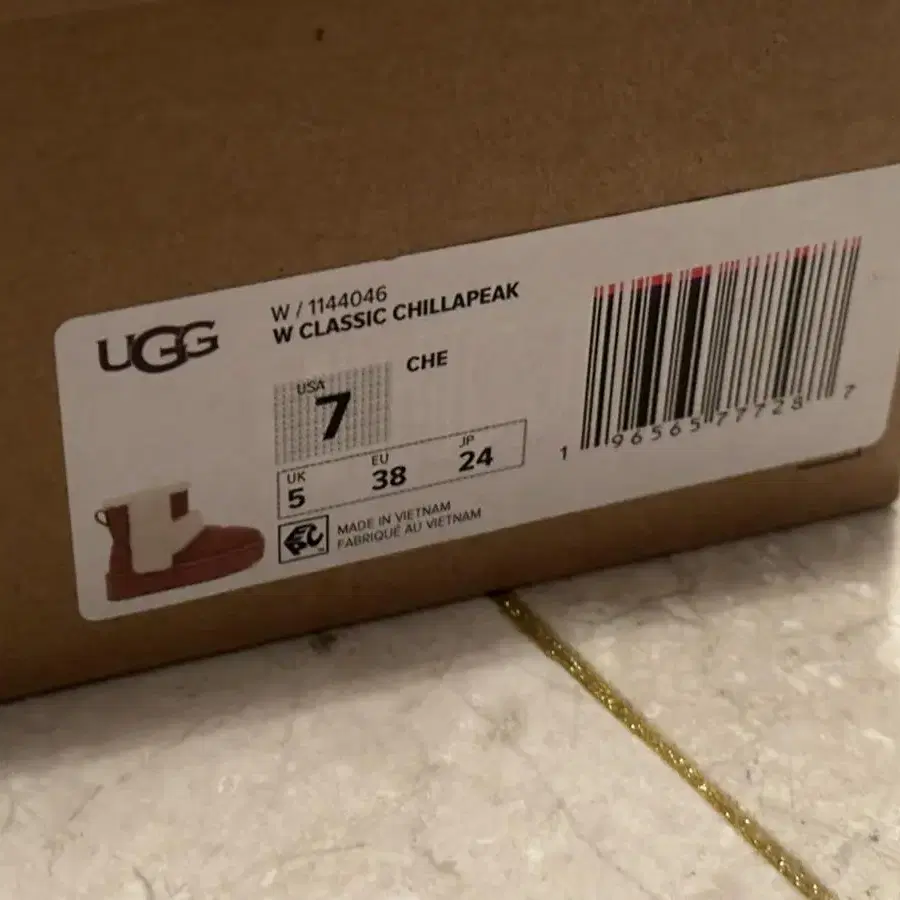 UGG
W / 1144046
W CLASSIC CHILLAPEAK
CHE
USA
7
UK
5
EU
38
JP
24
MADE IN VIETNAM
FABRIQUÉ AU VIETNAM
1 96565 77728 7